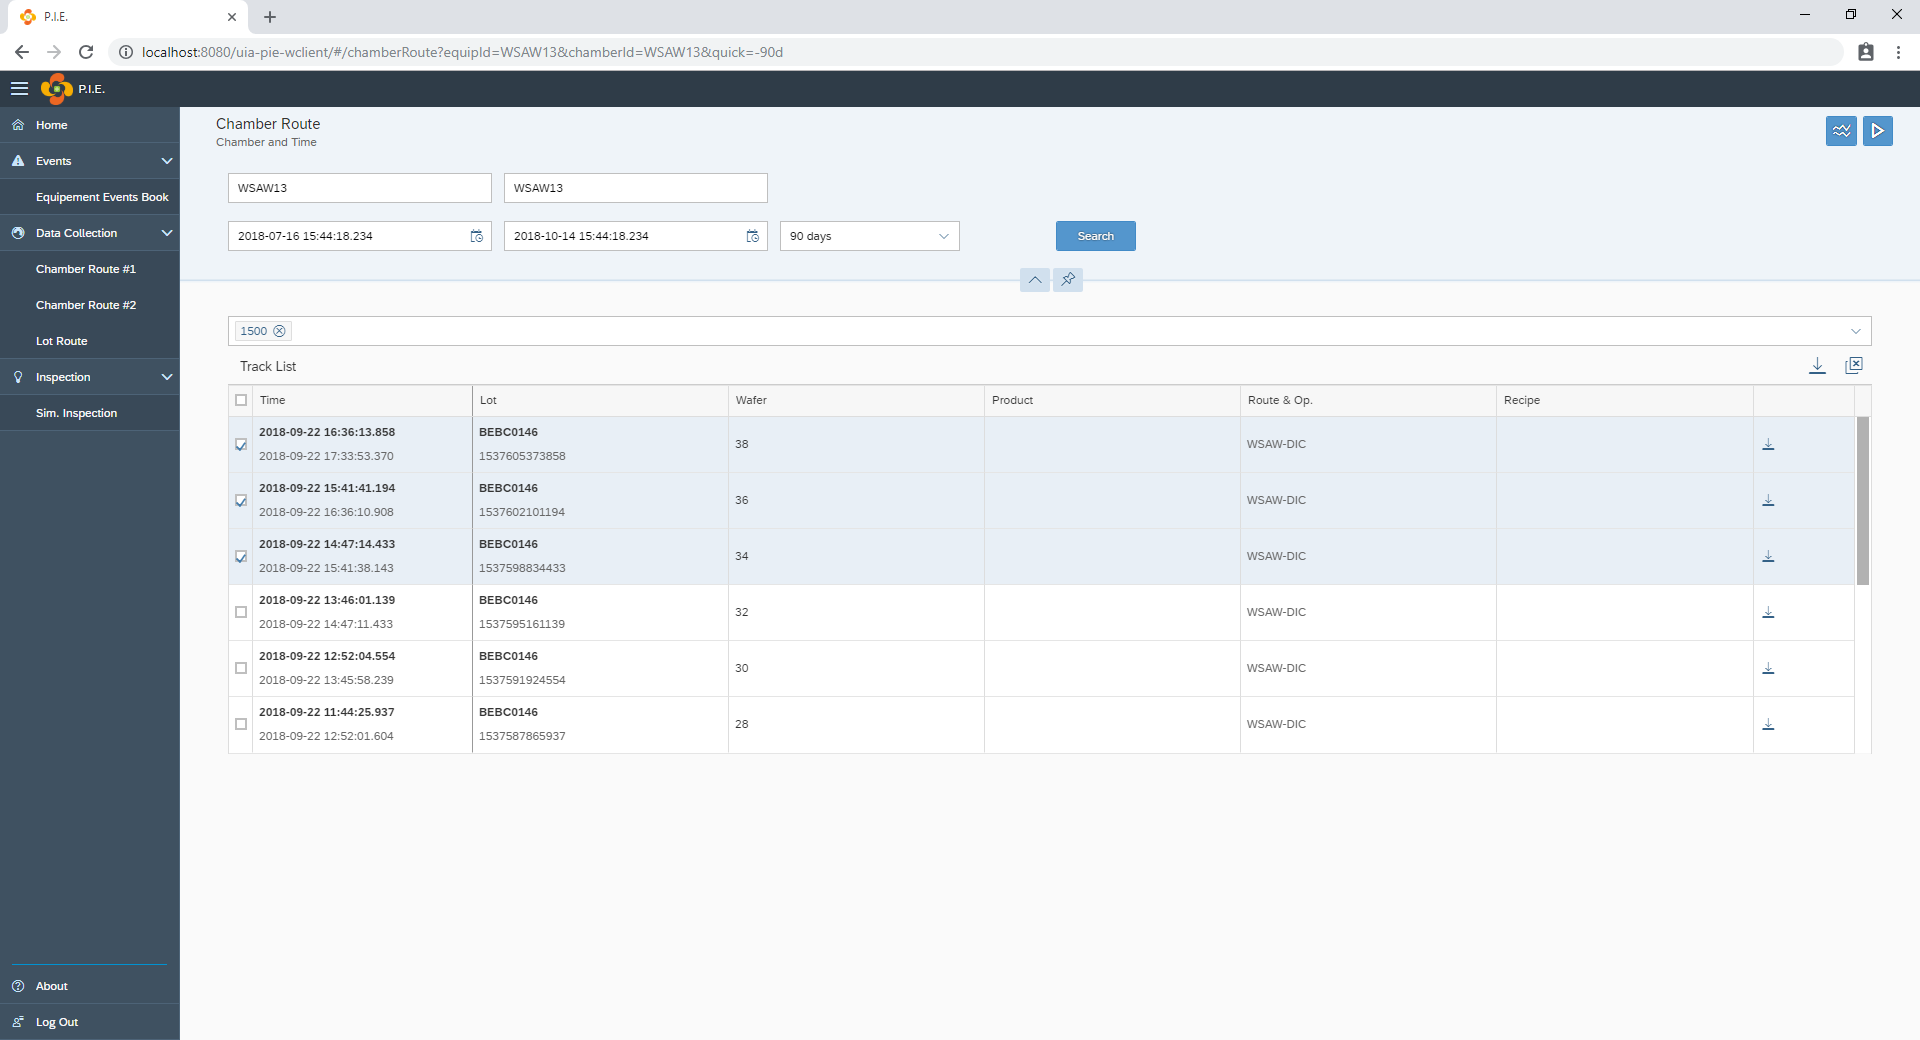 P.I.E.
localhost:8080/uia-pie-wclient/#/chamberRoute?equipId=WSAW13&chamberId=WSAW13&quick=-90d
P.I.E.
Home
Events
Equipement Events Book
Data Collection
Chamber Route #1
Chamber Route #2
Lot Route
Inspection
Sim. Inspection
About
Log Out
Chamber Route
Chamber and Time
WSAW13 WSAW13
2018-07-16 15:44:18.234 2018-10-14 15:44:18.234 90 days Search
1500
Track List
Time Lot Wafer Product Route & Op. Recipe
2018-09-22 16:36:13.858 BEBC0146
38 WSAW-DIC
2018-09-22 17:33:53.370 1537605373858
2018-09-22 15:41:41.194 BEBC0146
36 WSAW-DIC
2018-09-22 16:36:10.908 1537602101194
2018-09-22 14:47:14.433 BEBC0146
34 WSAW-DIC
2018-09-22 15:41:38.143 1537598834433
2018-09-22 13:46:01.139 BEBC0146
32 WSAW-DIC
2018-09-22 14:47:11.433 1537595161139
2018-09-22 12:52:04.554 BEBC0146
30 WSAW-DIC
2018-09-22 13:45:58.239 1537591924554
2018-09-22 11:44:25.937 BEBC0146
28 WSAW-DIC
2018-09-22 12:52:01.604 1537587865937